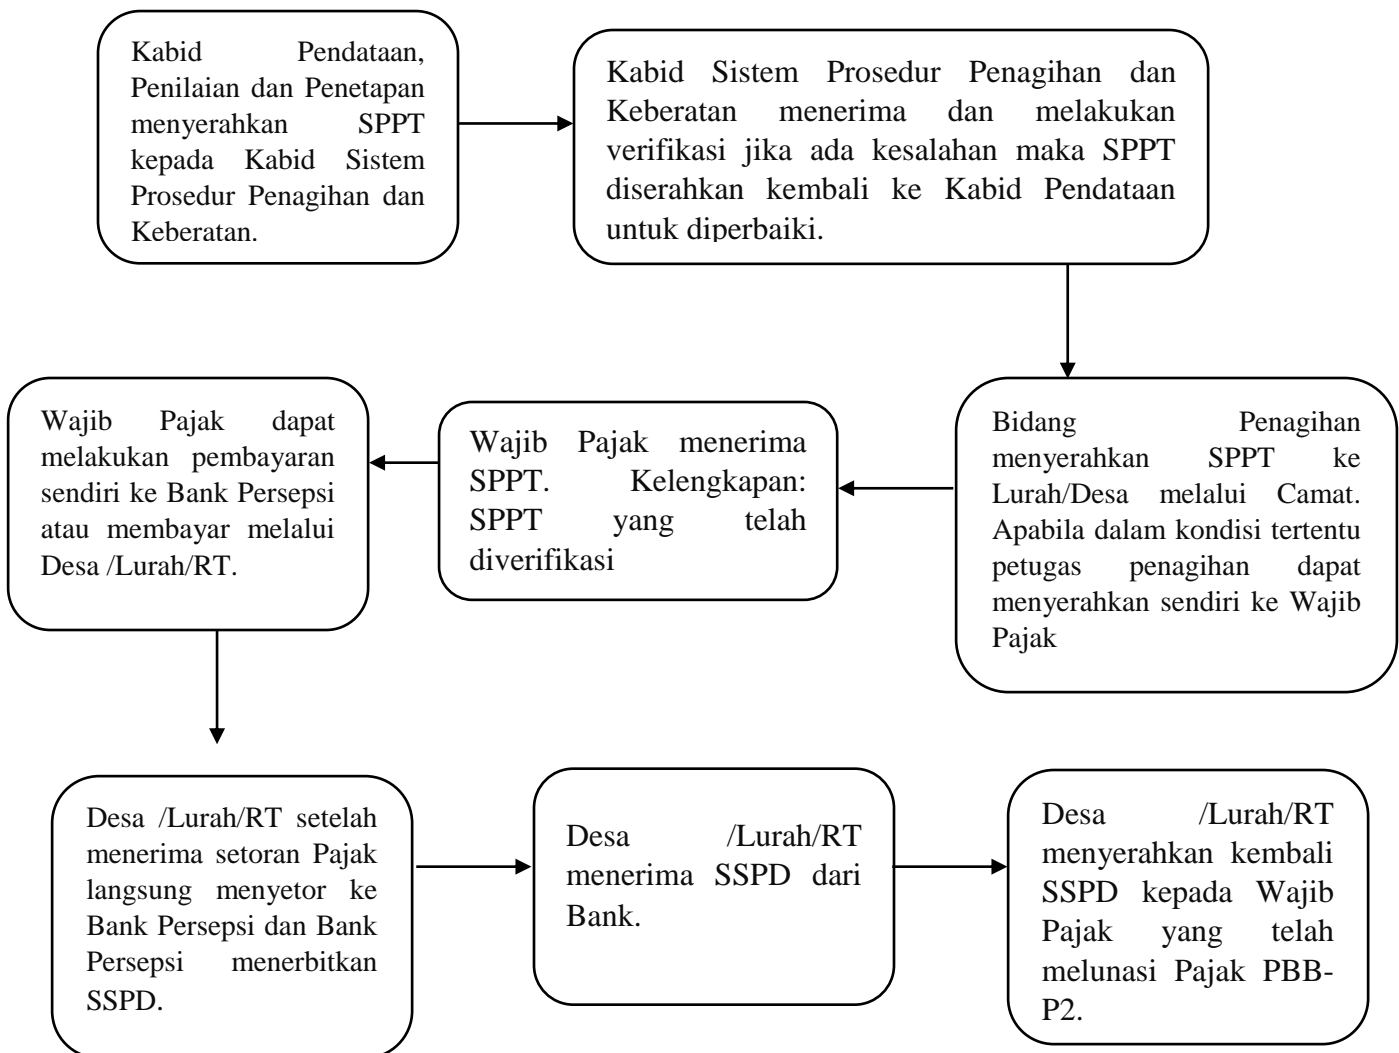 Kabid Pendataan,
Penilaian dan Penetapan
menyerahkan SPPT
kepada Kabid Sistem
Prosedur Penagihan dan
Keberatan.
Kabid Sistem Prosedur Penagihan dan
Keberatan menerima dan melakukan
verifikasi jika ada kesalahan maka SPPT
diserahkan kembali ke Kabid Pendataan
untuk diperbaiki.
Bidang Penagihan
menyerahkan SPPT ke
Lurah/Desa melalui Camat.
Apabila dalam kondisi tertentu
petugas penagihan dapat
menyerahkan sendiri ke Wajib
Pajak
Wajib Pajak menerima
SPPT. Kelengkapan:
SPPT yang telah
diverifikasi
Wajib Pajak dapat
melakukan pembayaran
sendiri ke Bank Persepsi
atau membayar melalui
Desa /Lurah/RT.
Desa /Lurah/RT setelah
menerima setoran Pajak
langsung menyetor ke
Bank Persepsi dan Bank
Persepsi menerbitkan
SSPD.
Desa /Lurah/RT
menerima SSPD dari
Bank.
Desa /Lurah/RT
menyerahkan kembali
SSPD kepada Wajib
Pajak yang telah
melunasi Pajak PBB-
P2.